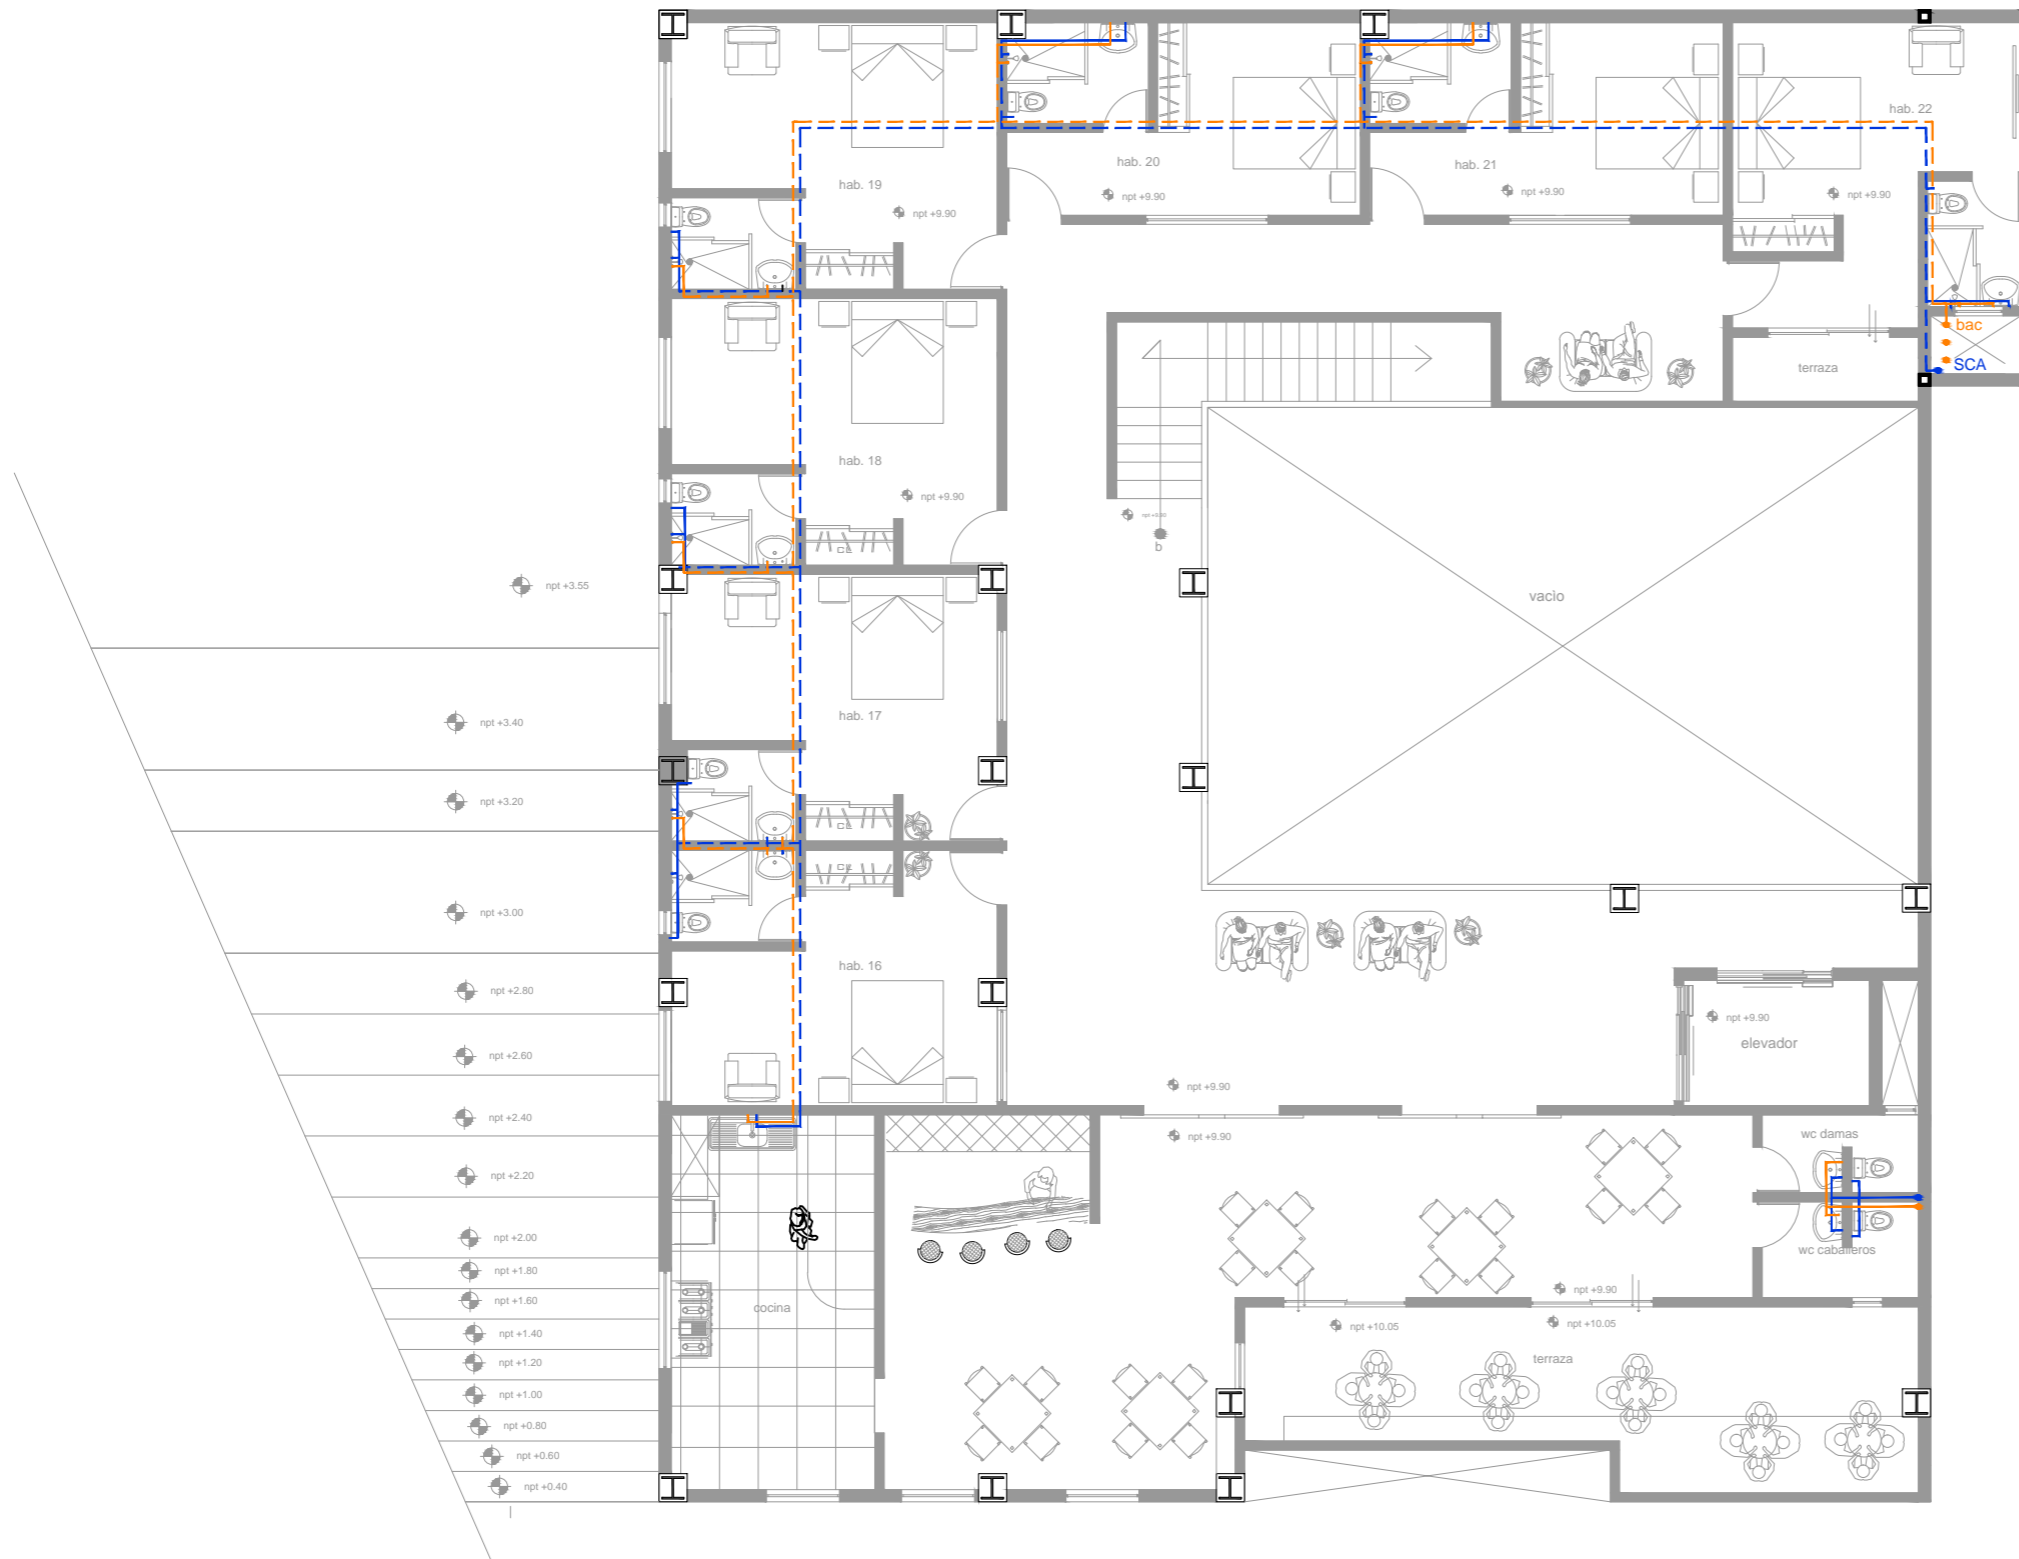 hab. 22
hab. 20
hab. 21
hab. 19
npt +9.90
npt +9.90
npt +9.90
npt +9.90
bac
SCA
terraza
hab. 18
npt +9.90
npt +9.90
b
npt +3.55
vacio
hab. 17
npt +3.40
npt +3.20
npt +3.00
hab. 16
npt +2.80
npt +9.90
elevador
npt +2.60
npt +9.90
npt +2.40
npt +9.90
wc damas
npt +2.20
npt +2.00
wc caballeros
npt +1.80
npt +9.90
npt +1.60
cocina
npt +10.05
npt +10.05
npt +1.40
terraza
npt +1.20
npt +1.00
npt +0.80
npt +0.60
npt +0.40